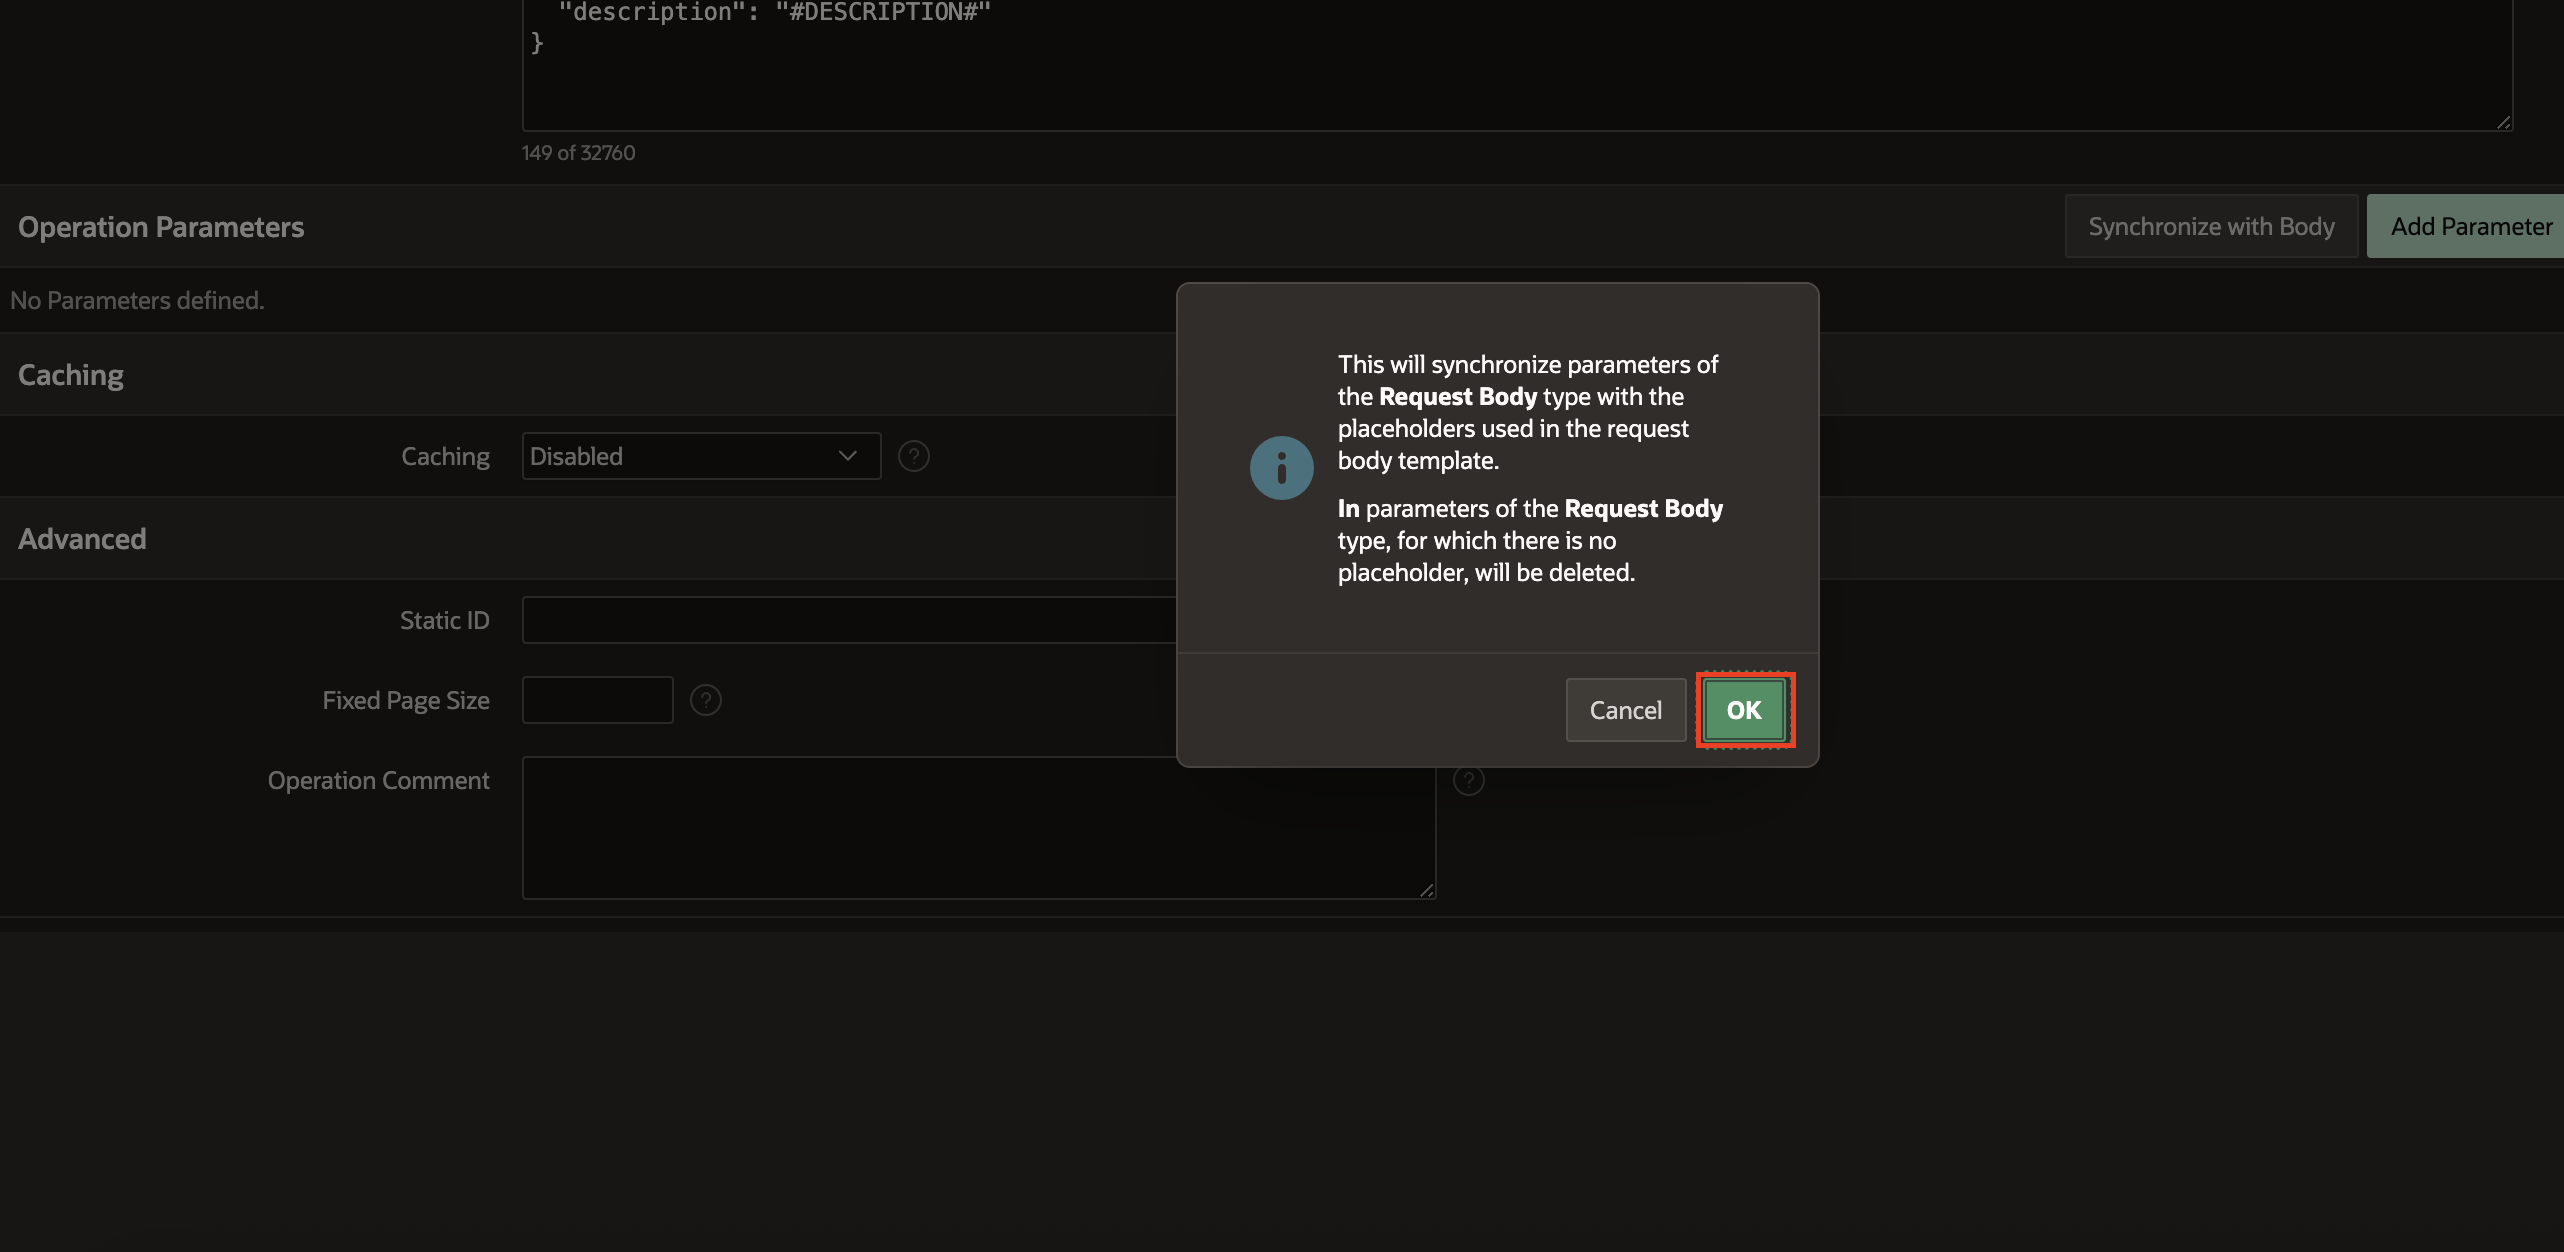 "description": "#DESCRIPTION#"
}
149 of 32760
Operation Parameters
Synchronize with Body
Add Parameter
No Parameters defined.
Caching
Caching
Disabled
?
Advanced
Static ID
Fixed Page Size
?
Operation Comment
?
This will synchronize parameters of
the Request Body type with the
placeholders used in the request
body template.
In parameters of the Request Body
type, for which there is no
placeholder, will be deleted.
Cancel
OK